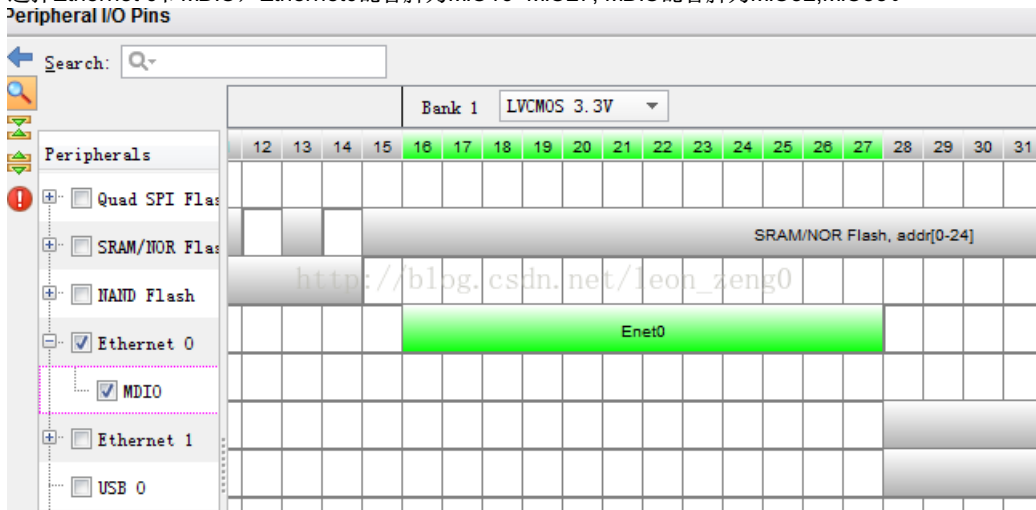 Peripheral I/O Pins
Search:
Bank 1 LVCMOS 3.3V
Peripherals 12 13 14 15 16 17 18 19 20 21 22 23 24 25 26 27 28 29 30 31
Quad SPI Flas
SRAM/NOR Flas SRAM/NOR Flash, addr[0-24]
http://blog.csdn.net/leon_zeng0
NAND Flash
Ethernet 0 Enet0
MDIO
Ethernet 1
USB 0